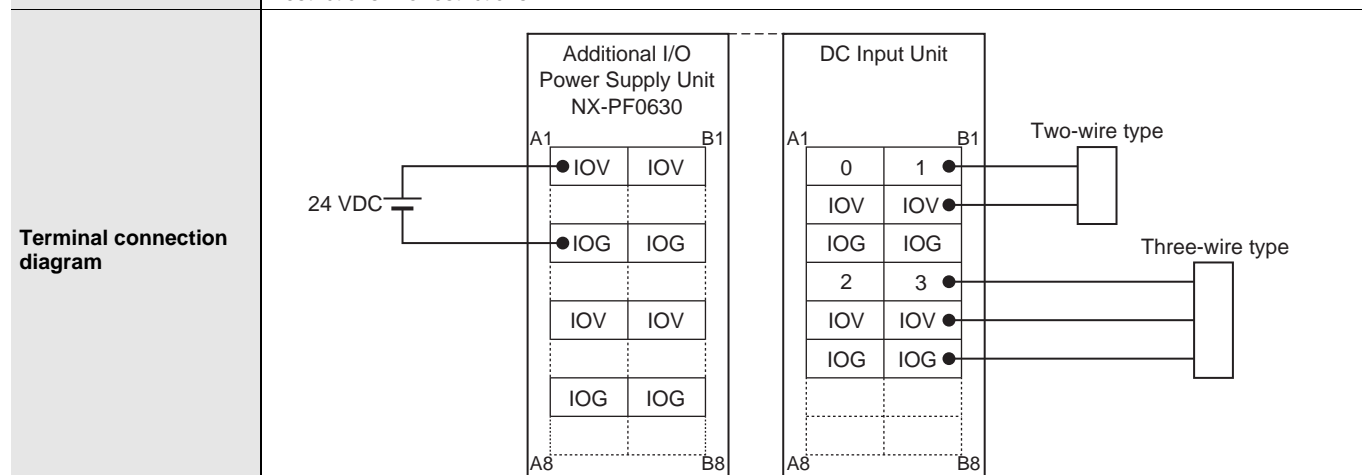 Additional I/O
Power Supply Unit
NX-PF0630
DC Input Unit
A1 B1 A1 B1
Two-wire type
IOV IOV 0 1
24 VDC
IOV IOV
Terminal connection
diagram
IOG IOG IOG IOG
Three-wire type
2 3
IOV IOV IOV IOV
IOG IOG
IOG IOG
A8 B8 A8 B8